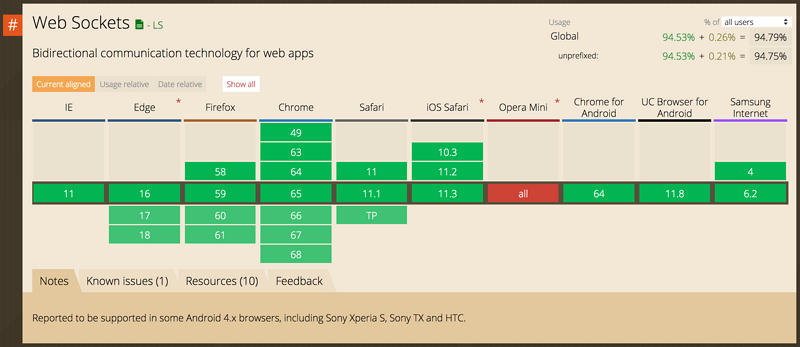 #
Web Sockets - LS
Usage % of all users
Global 94.53% + 0.26% = 94.79%
unprefixed: 94.53% + 0.21% = 94.75%
Bidirectional communication technology for web apps
Current aligned Usage relative Date relative Show all
IE Edge * Firefox Chrome Safari iOS Safari * Opera Mini * Chrome for Android UC Browser for Android Samsung Internet
49
63 10.3
58 64 11 11.2 4
11 16 59 65 11.1 11.3 all 64 11.8 6.2
17 60 66 TP
18 61 67
68
Notes Known issues (1) Resources (10) Feedback
Reported to be supported in some Android 4.x browsers, including Sony Xperia S, Sony TX and HTC.